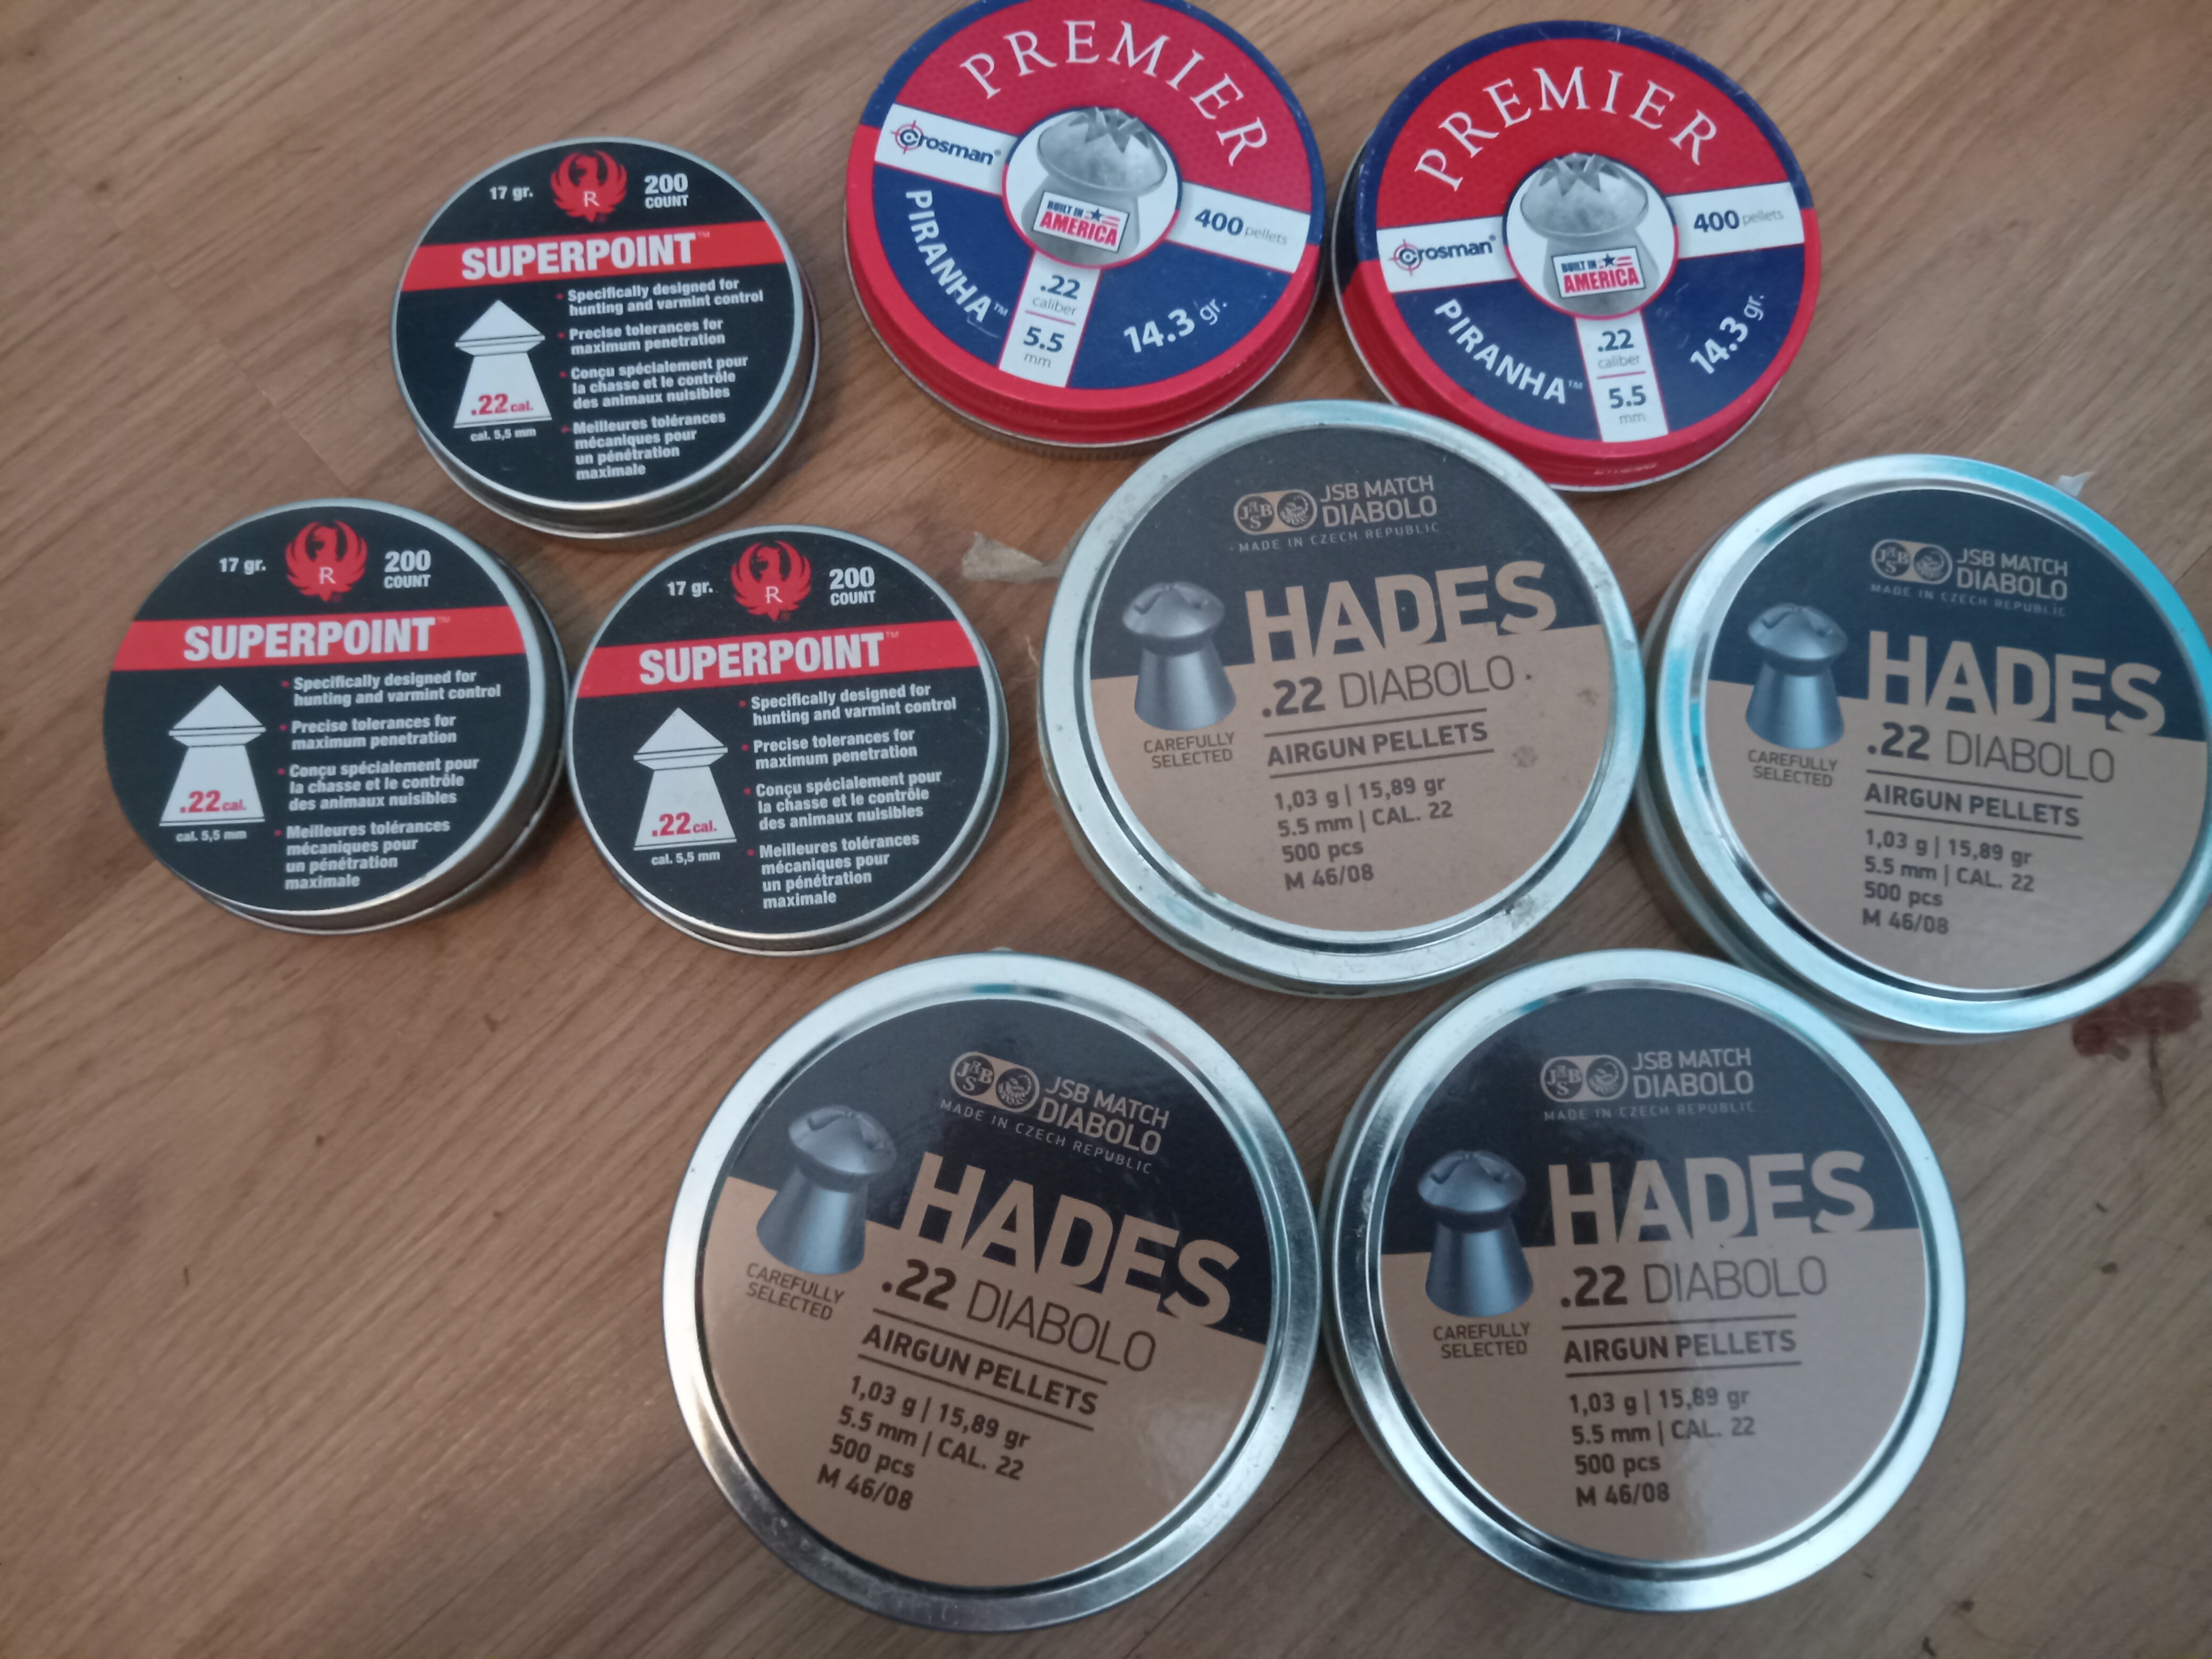 PREMIER
Crosman®
BUILT IN
AMERICA
400 pellets
PIRANHA™
.22
caliber
5.5
mm
14.3 gr.
PREMIER
Crosman®
BUILT IN
AMERICA
400 pellets
PIRANHA™
.22
caliber
5.5
mm
14.3 gr.
17 gr.
R
200
COUNT
SUPERPOINT™
• Specifically designed for
hunting and varmint control
• Precise tolerances for
maximum penetration
• Conçu spécialement pour
la chasse et le contrôle
des animaux nuisibles
• Meilleures tolérances
mécaniques pour
un pénétration
maximale
.22 cal.
cal. 5,5 mm
17 gr.
R
200
COUNT
SUPERPOINT™
• Specifically designed for
hunting and varmint control
• Precise tolerances for
maximum penetration
• Conçu spécialement pour
la chasse et le contrôle
des animaux nuisibles
• Meilleures tolérances
mécaniques pour
un pénétration
maximale
.22 cal.
cal. 5,5 mm
17 gr.
R
200
COUNT
SUPERPOINT™
• Specifically designed for
hunting and varmint control
• Precise tolerances for
maximum penetration
• Conçu spécialement pour
la chasse et le contrôle
des animaux nuisibles
• Meilleures tolérances
mécaniques pour
un pénétration
maximale
.22 cal.
cal. 5,5 mm
JSB MATCH
DIABOLO
MADE IN CZECH REPUBLIC
HADES
.22 DIABOLO
CAREFULLY
SELECTED
AIRGUN PELLETS
1,03 g | 15,89 gr
5.5 mm | CAL. 22
500 pcs
M 46/08
JSB MATCH
DIABOLO
MADE IN CZECH REPUBLIC
HADES
.22 DIABOLO
CAREFULLY
SELECTED
AIRGUN PELLETS
1,03 g | 15,89 gr
5.5 mm | CAL. 22
500 pcs
M 46/08
JSB MATCH
DIABOLO
MADE IN CZECH REPUBLIC
HADES
.22 DIABOLO
CAREFULLY
SELECTED
AIRGUN PELLETS
1,03 g | 15,89 gr
5.5 mm | CAL. 22
500 pcs
M 46/08
JSB MATCH
DIABOLO
MADE IN CZECH REPUBLIC
HADES
.22 DIABOLO
CAREFULLY
SELECTED
AIRGUN PELLETS
1,03 g | 15,89 gr
5.5 mm | CAL. 22
500 pcs
M 46/08